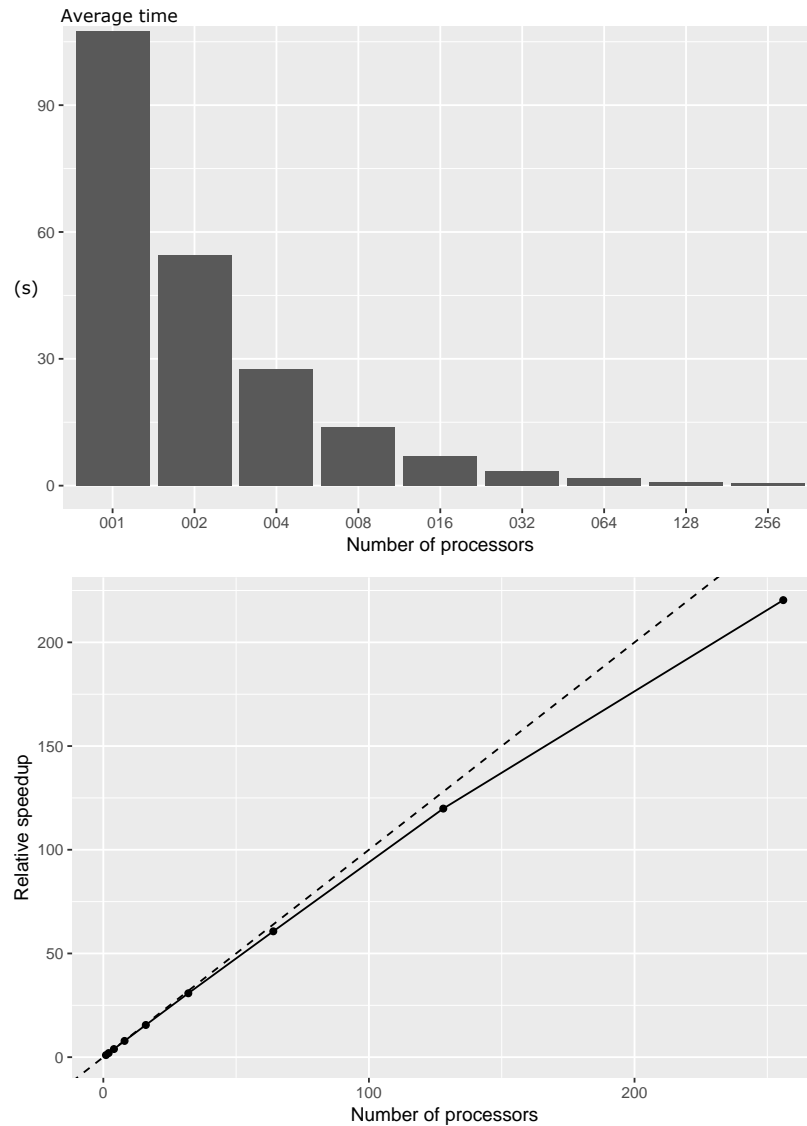 Average time
90
60
(s)
30
0
001 002 004 008 016 032 064 128 256
Number of processors
200
150
Relative speedup
100
50
0
0 100 200
Number of processors